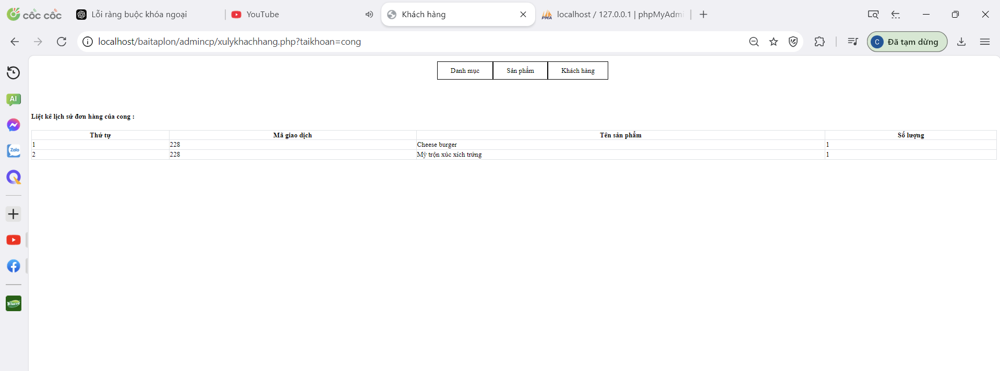 cốc cốc
Lỗi ràng buộc khóa ngoại
YouTube
Khách hàng
localhost / 127.0.0.1 | phpMyAdmi
localhost/baitaplon/admincp/xulykhachhang.php?taikhoan=cong
C Đã tạm dừng
AI
Zalo
Danh mục Sản phẩm Khách hàng
Liệt kê lịch sử đơn hàng của cong :
Thứ tự Mã giao dịch Tên sản phẩm Số lượng
1 228 Cheese burger 1
2 228 Mỳ trộn xúc xích trứng 1
PMA